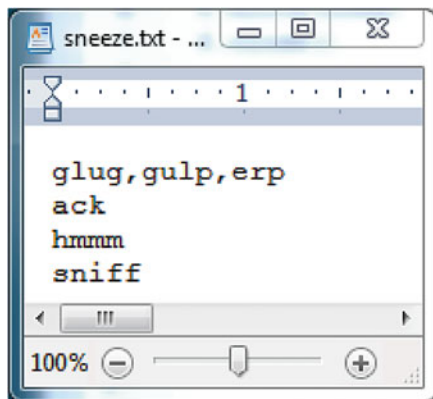 sneeze.txt - ...
1
glug,gulp,erp
ack
hmmm
sniff
100%